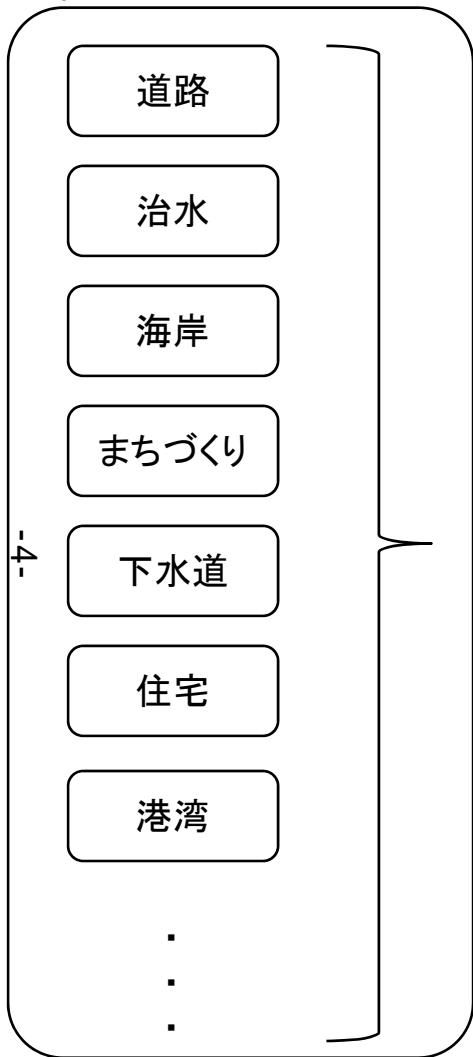 道路
治水
海岸
まちづくり
-4-
下水道
住宅
港湾
・
・
・